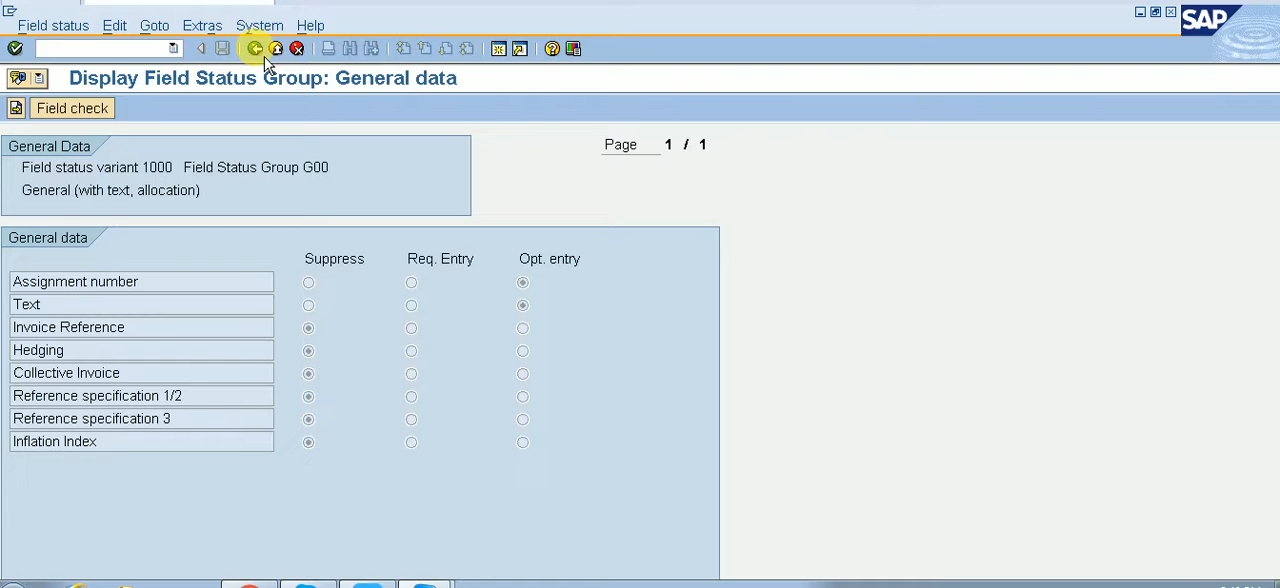 Field status Edit Goto Extras System Help
SAP
Display Field Status Group: General data
Field check
General Data
Page 1 / 1
Field status variant 1000 Field Status Group G00
General (with text, allocation)
General data
Suppress Req. Entry Opt. entry
Assignment number
Text
Invoice Reference
Hedging
Collective Invoice
Reference specification 1/2
Reference specification 3
Inflation Index